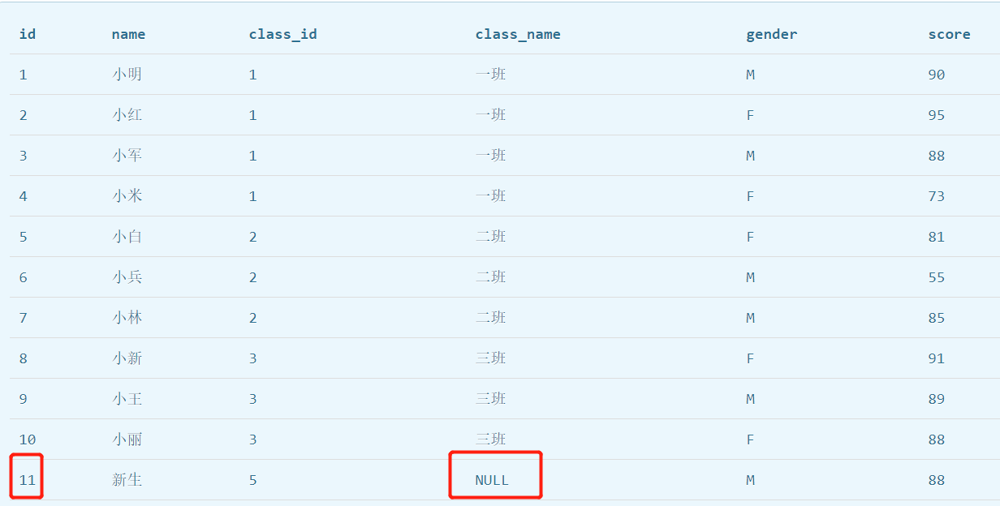 id name class_id class_name gender score
1 小明 1 一班 M 90
2 小红 1 一班 F 95
3 小军 1 一班 M 88
4 小米 1 一班 F 73
5 小白 2 二班 F 81
6 小兵 2 二班 M 55
7 小林 2 二班 M 85
8 小新 3 三班 F 91
9 小王 3 三班 M 89
10 小丽 3 三班 F 88
11 新生 5 NULL M 88